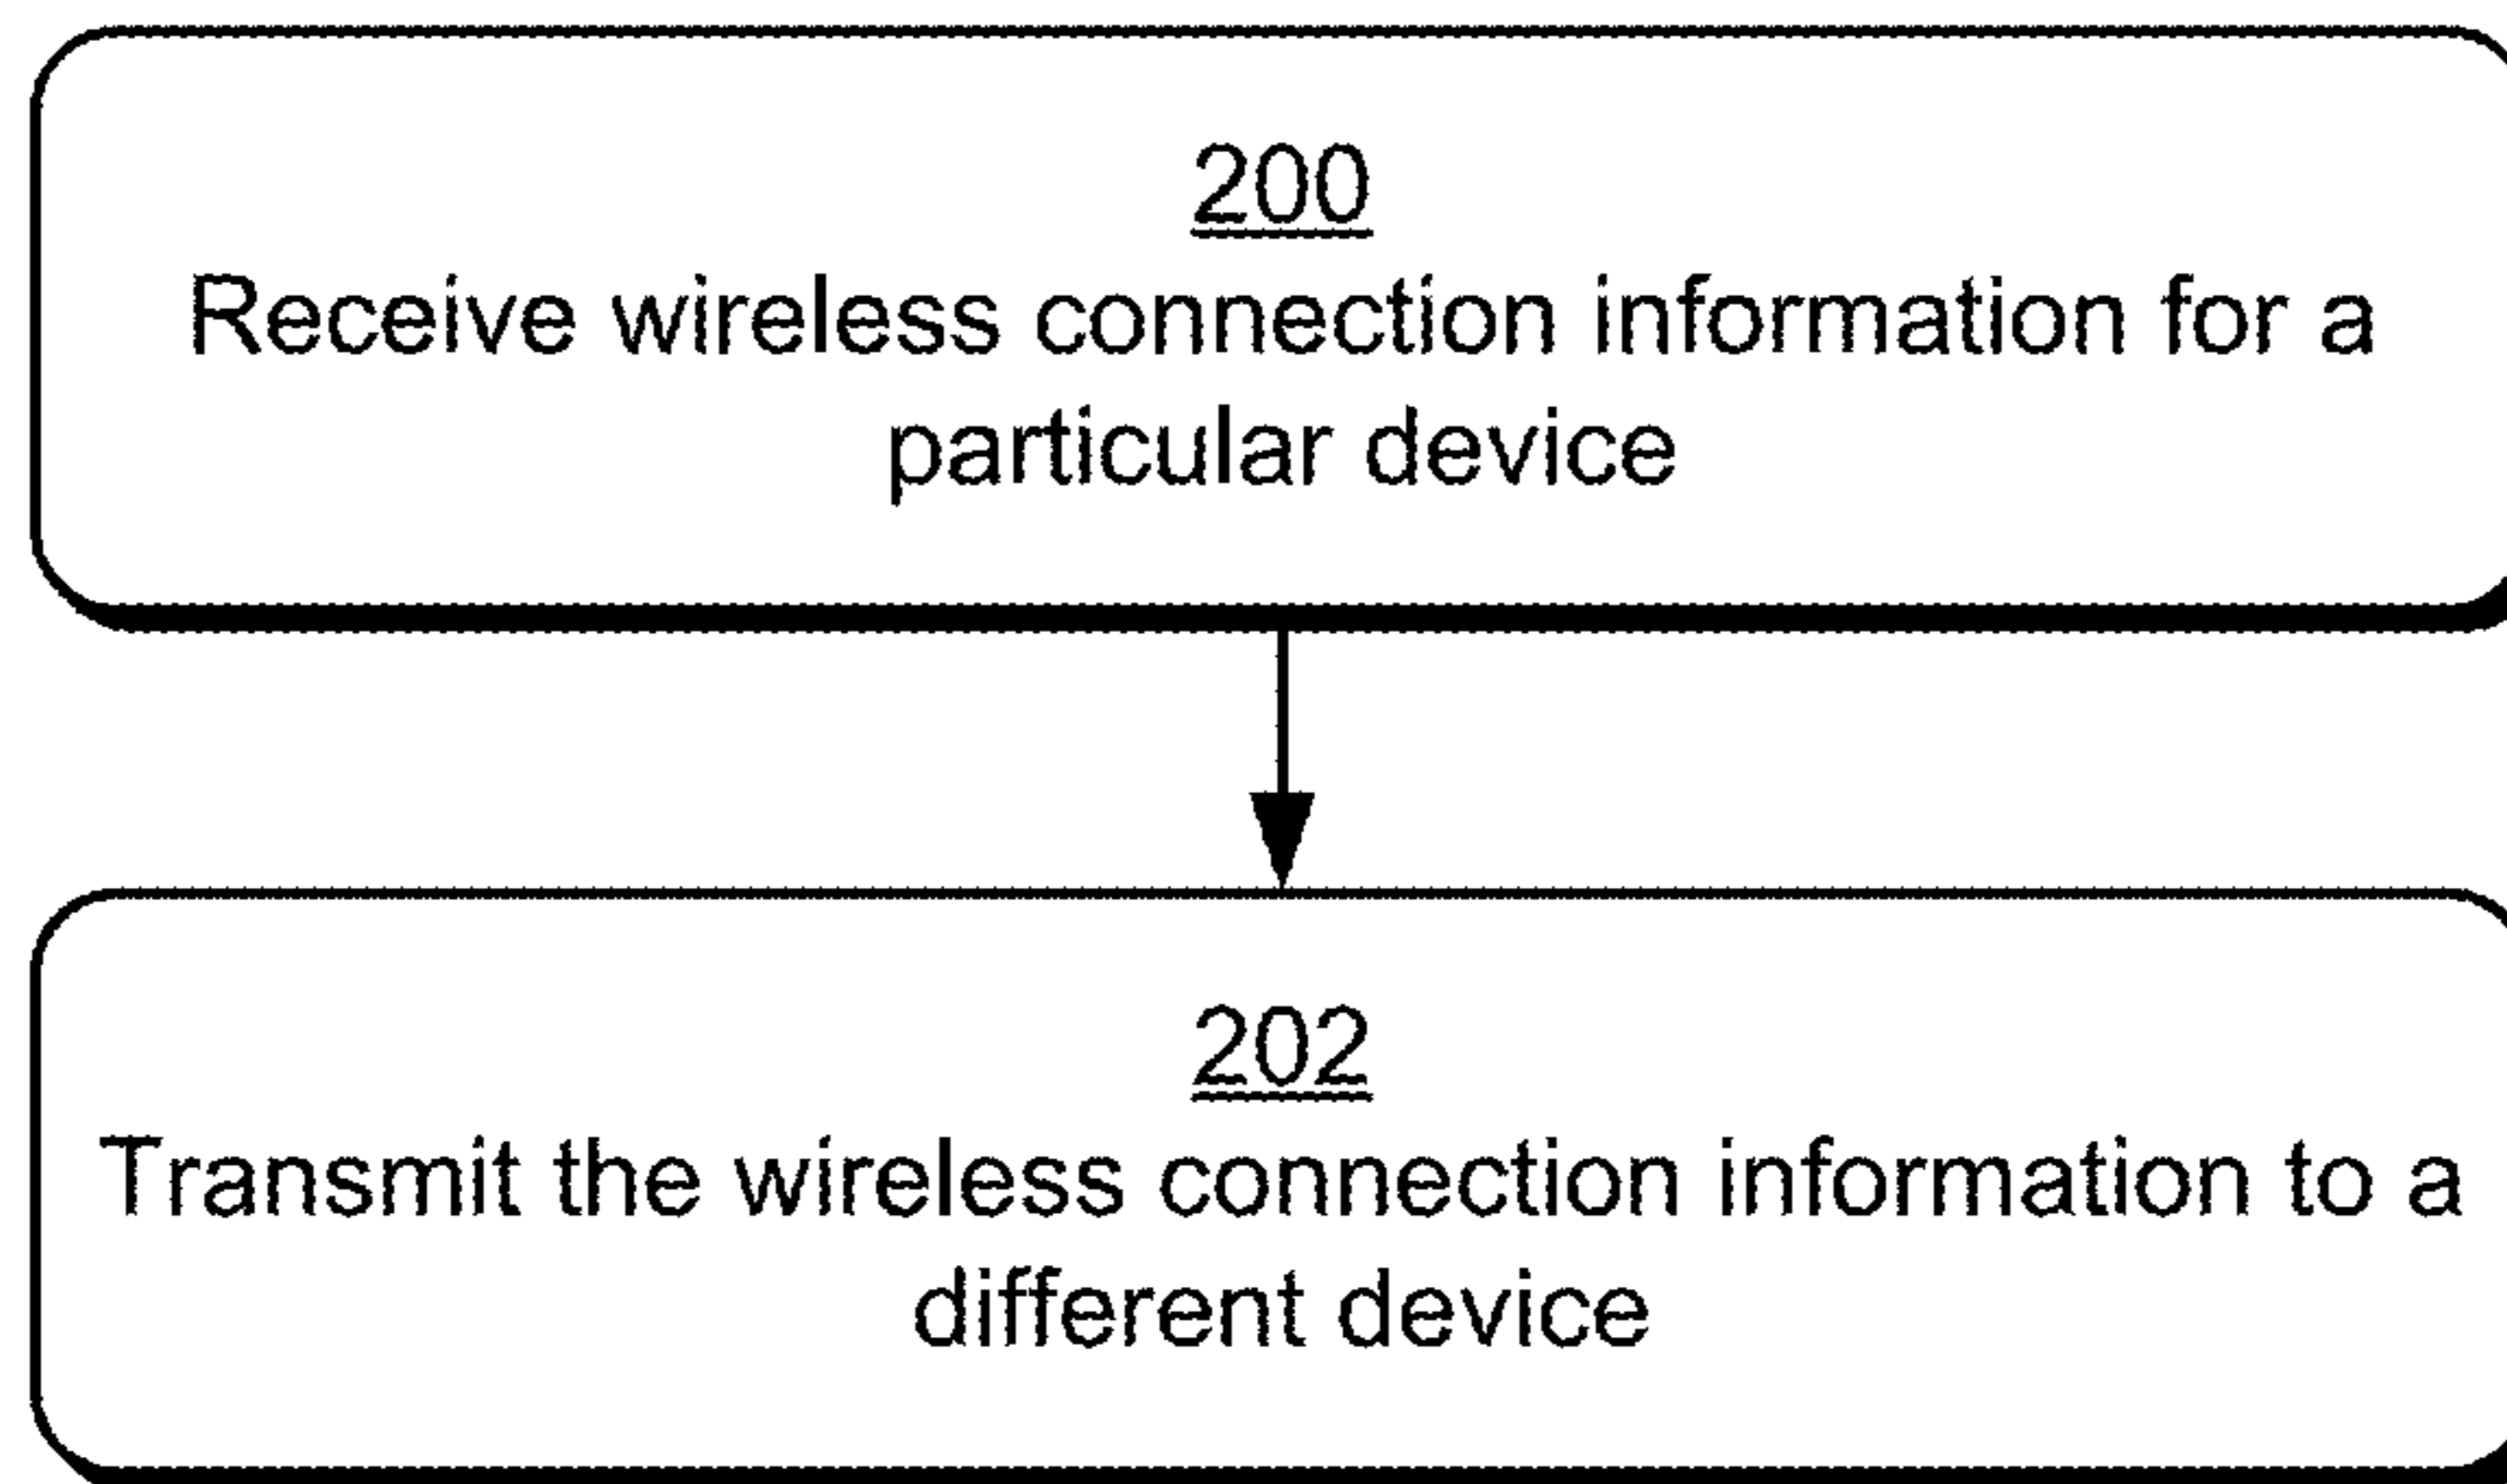 200
Receive wireless connection information for a
particular device
202
Transmit the wireless connection information to a
different device